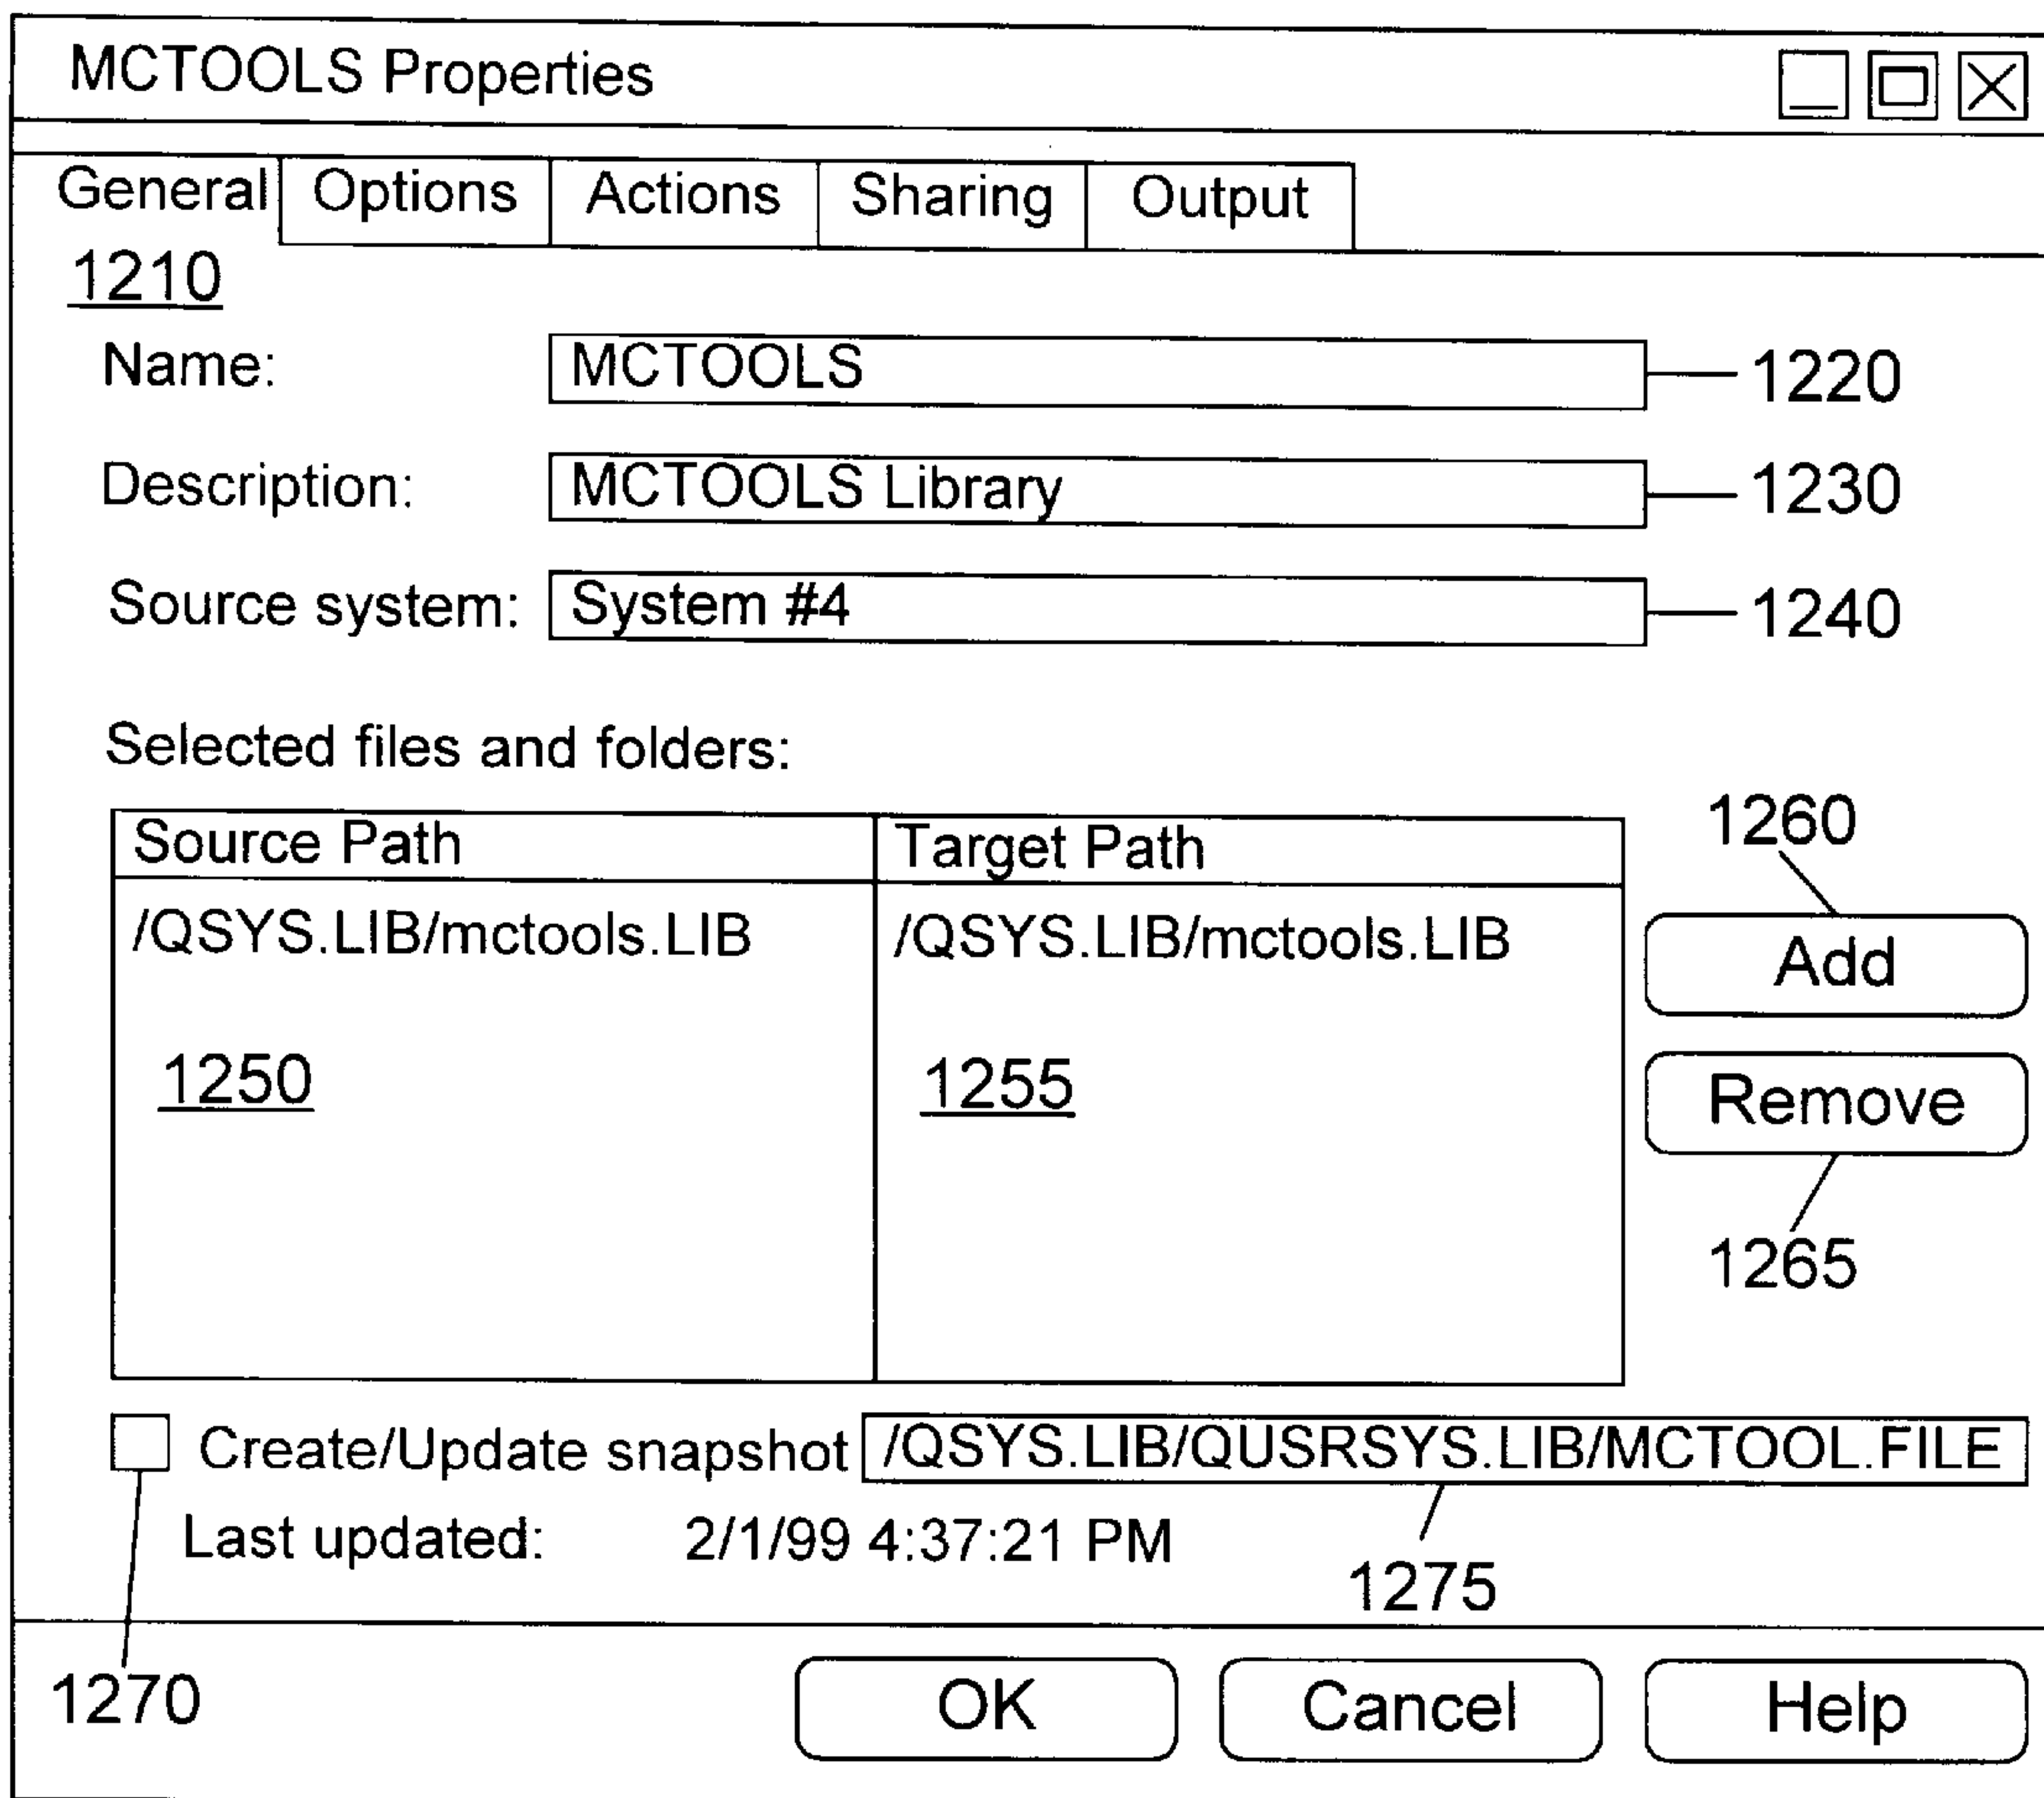 MCTOOLS Properties
General Options Actions Sharing Output
1210
Name: MCTOOLS 1220
Description: MCTOOLS Library 1230
Source system: System #4 1240
Selected files and folders:
1260
Source Path Target Path
/QSYS.LIB/mctools.LIB /QSYS.LIB/mctools.LIB Add
1250 1255 Remove
1265
Create/Update snapshot /QSYS.LIB/QUSRSYS.LIB/MCTOOL.FILE
Last updated: 2/1/99 4:37:21 PM
1275
1270 OK Cancel Help